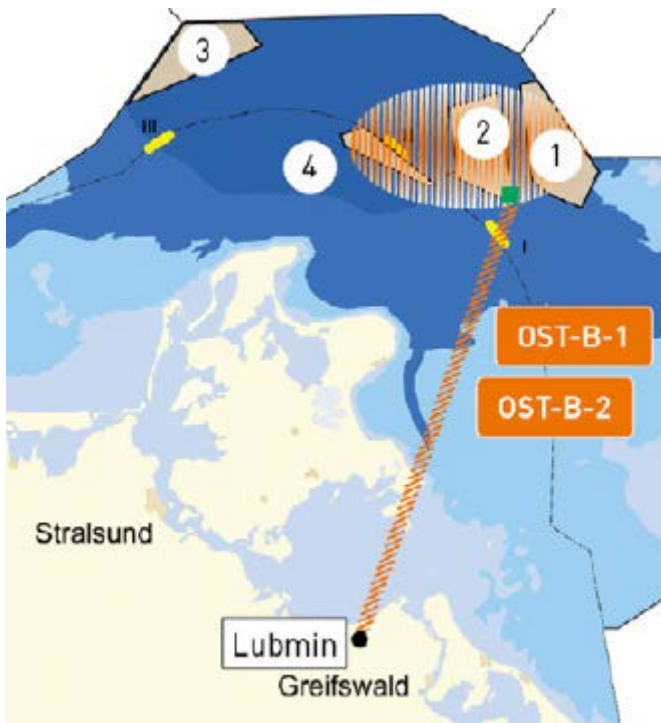 3
III
2
1
4
I
OST-B-1
OST-B-2
Stralsund
Lubmin
Greifswald